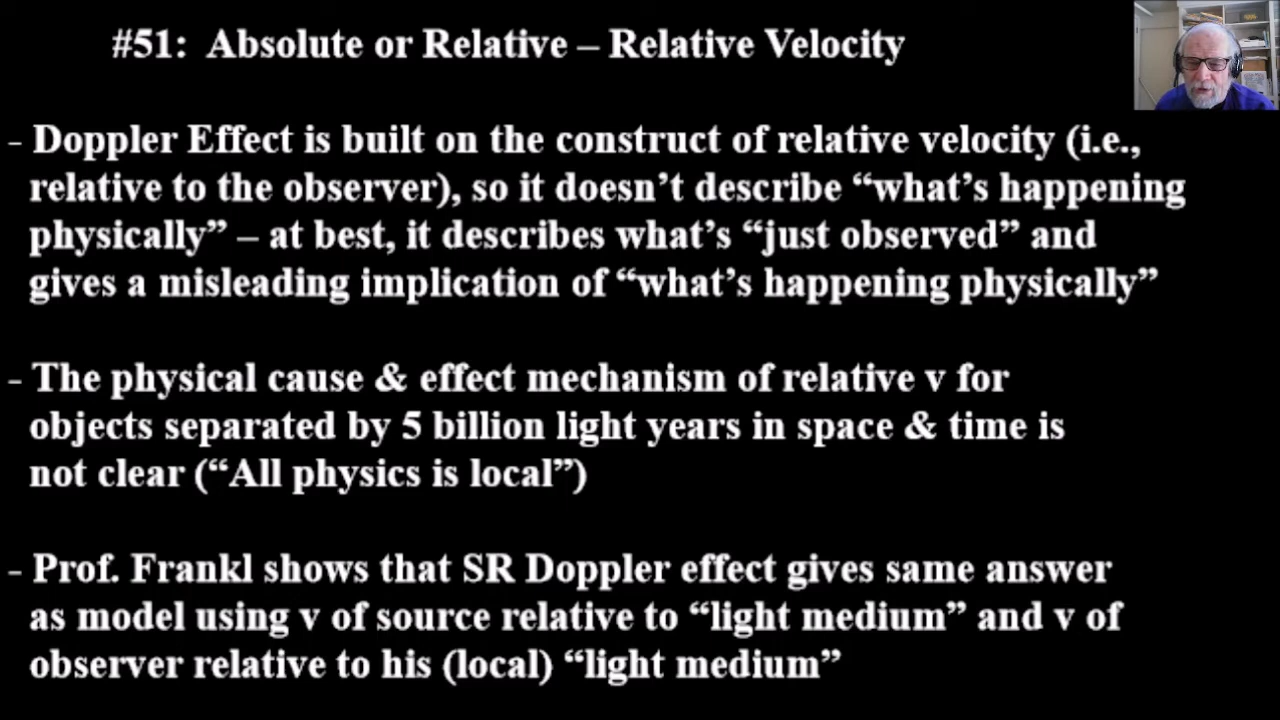 #51: Absolute or Relative – Relative Velocity
- Doppler Effect is built on the construct of relative velocity (i.e.,
relative to the observer), so it doesn’t describe “what’s happening
physically” – at best, it describes what’s “just observed” and
gives a misleading implication of “what’s happening physically”
- The physical cause & effect mechanism of relative v for
objects separated by 5 billion light years in space & time is
not clear (“All physics is local”)
- Prof. Frankl shows that SR Doppler effect gives same answer
as model using v of source relative to “light medium” and v of
observer relative to his (local) “light medium”